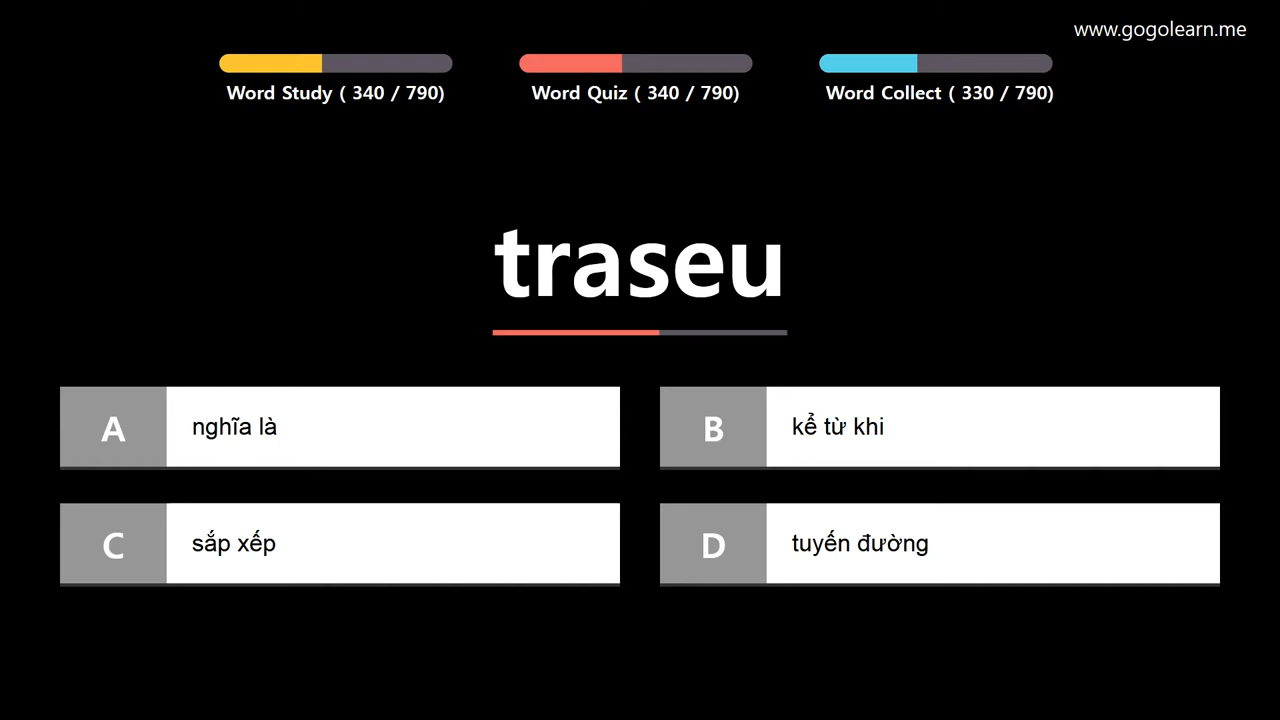 www.gogolearn.me
Word Study ( 340 / 790)
Word Quiz ( 340 / 790)
Word Collect ( 330 / 790)
traseu
A nghĩa là
B kể từ khi
C sắp xếp
D tuyến đường